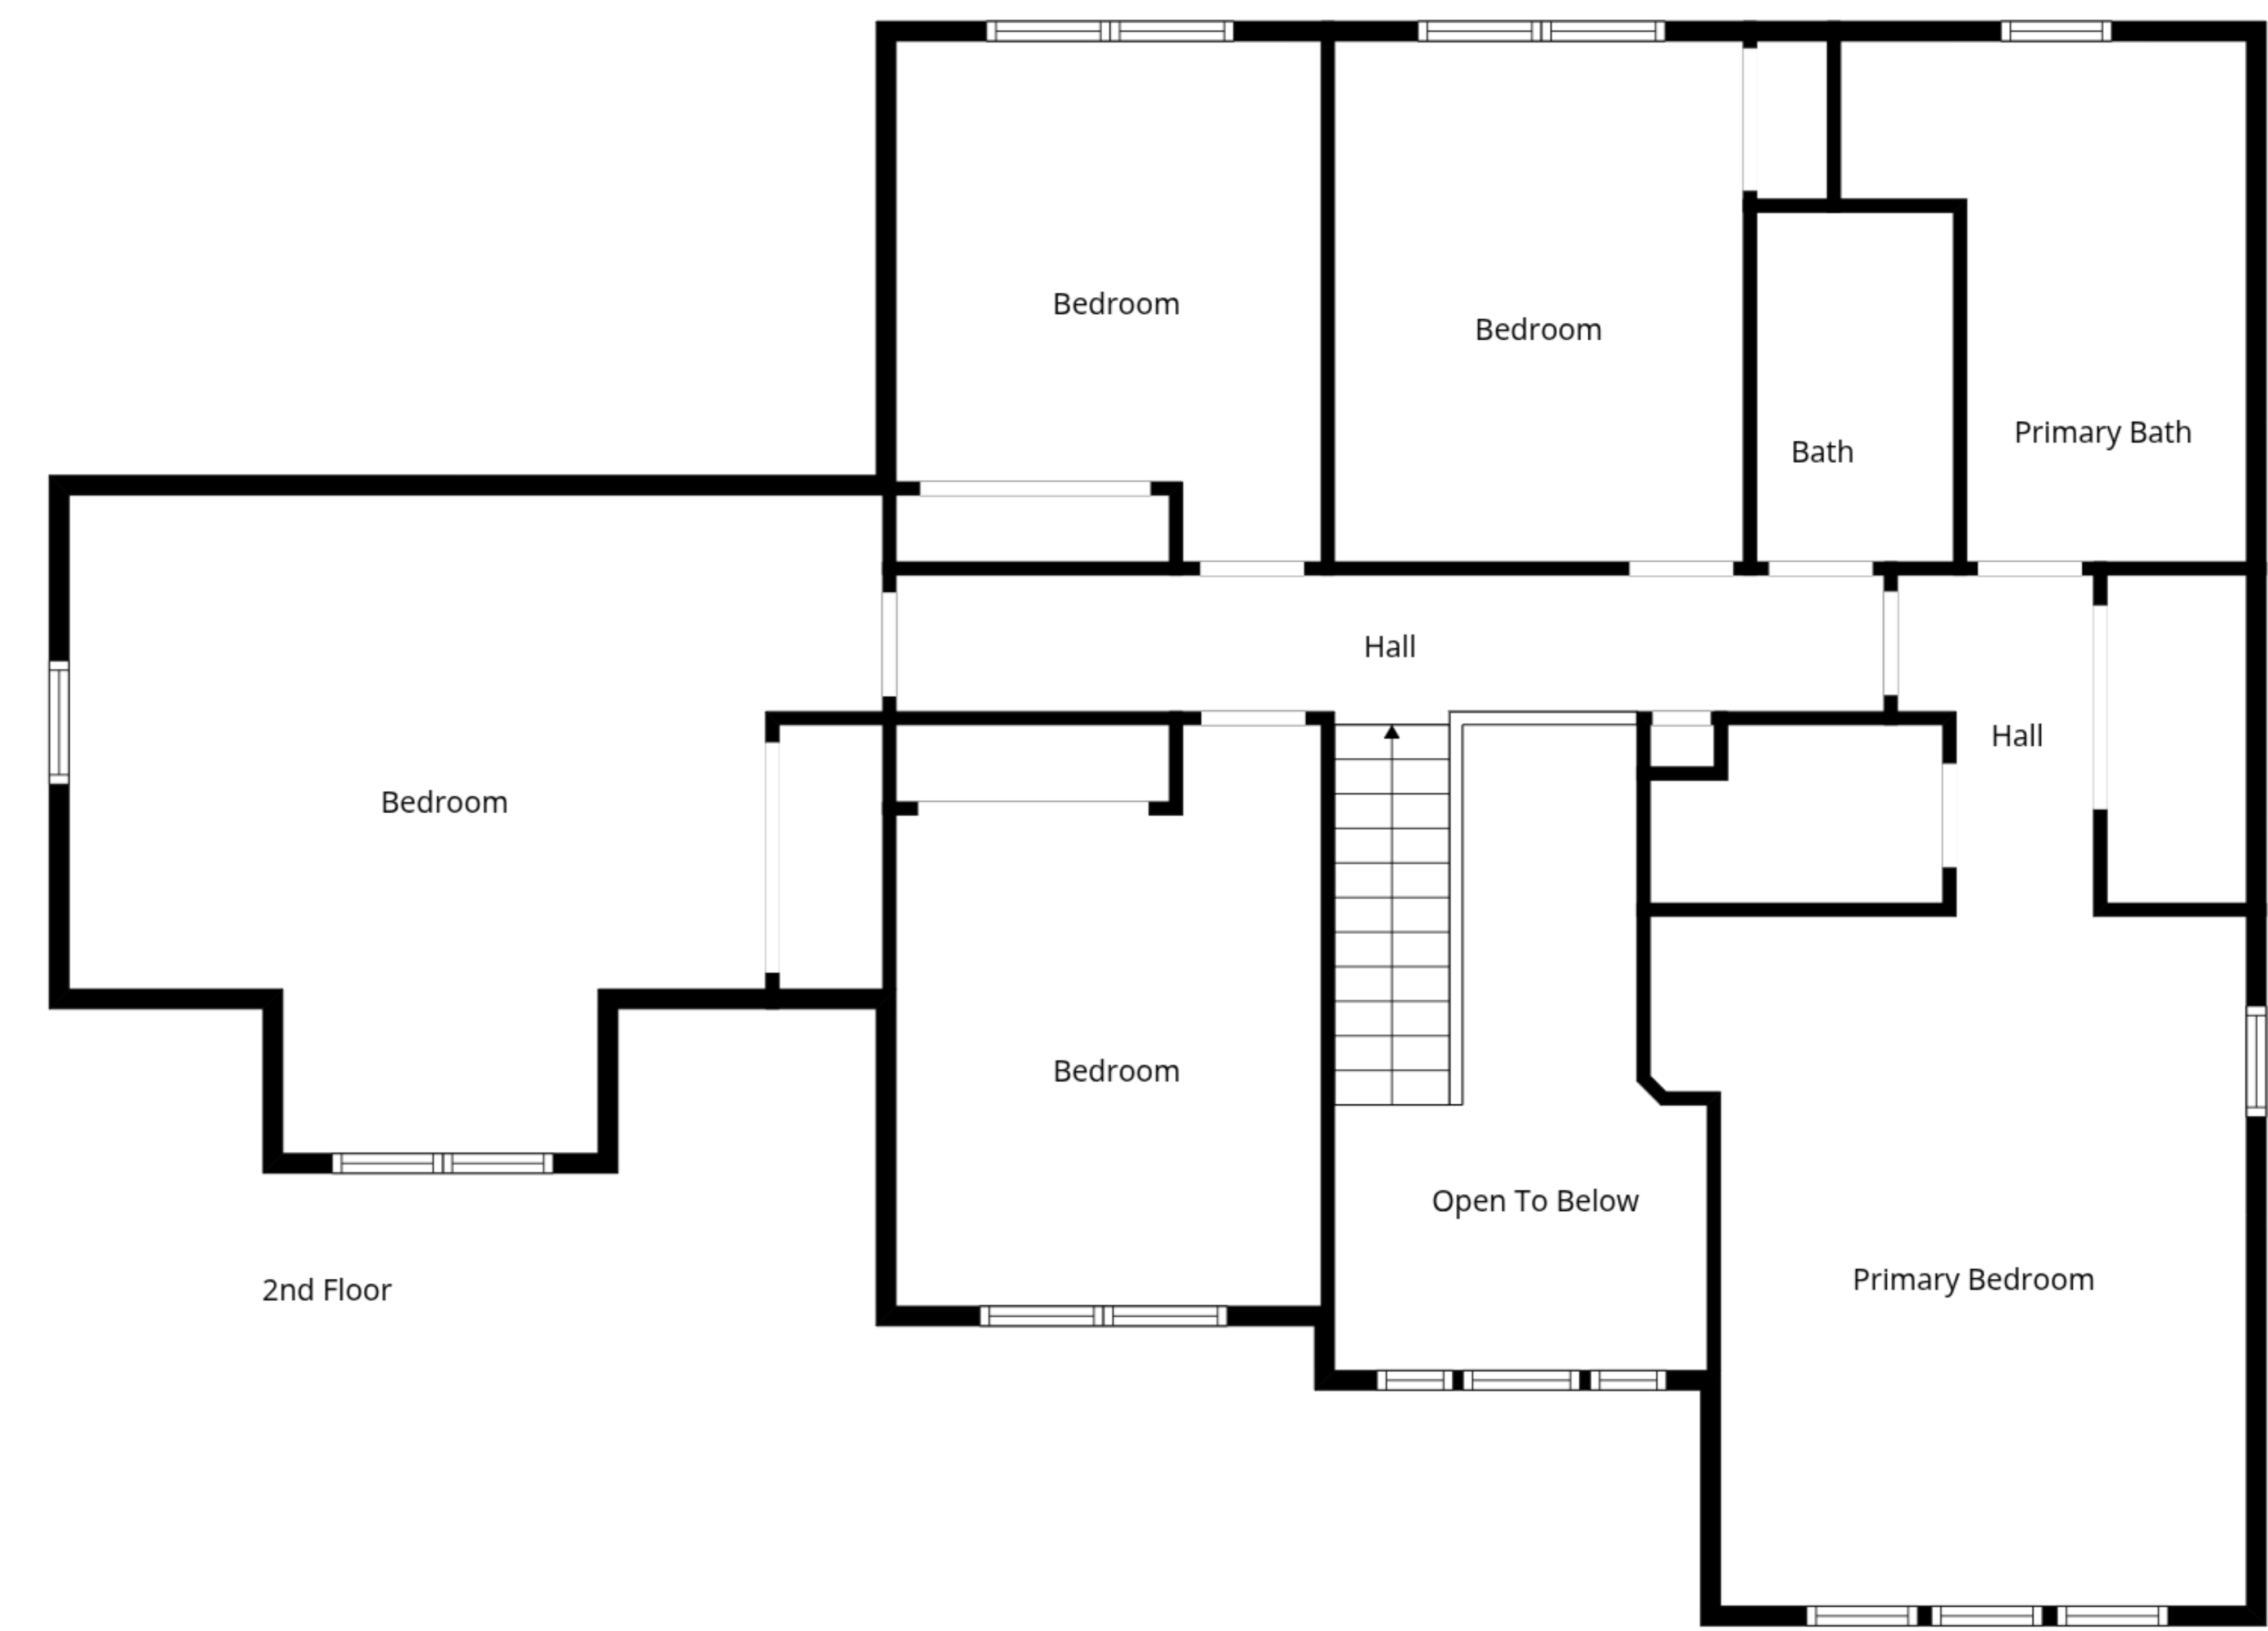 Bedroom
Bedroom
Primary Bath
Bath
Hall
Hall
Bedroom
Bedroom
Open To Below
Primary Bedroom
2nd Floor